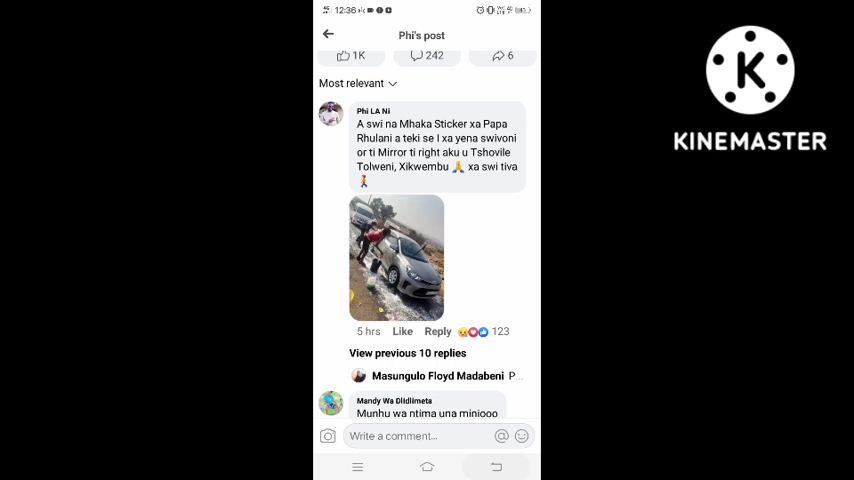 12:36
Phi's post
1K
242
6
Most relevant
Phi LA Ni
A swi na Mhaka Sticker xa Papa
Rhulani a teki se I xa yena swivoni
or ti Mirror ti right aku u Tshovile
Tolweni, Xikwembu 🙏 xa swi tiva
🚶
5 hrs Like Reply 123
View previous 10 replies
Masungulo Floyd Madabeni P...
Mandy Wa Dlidlimeta
Munhu wa ntima una minjooo
Write a comment...
K
KINEMASTER